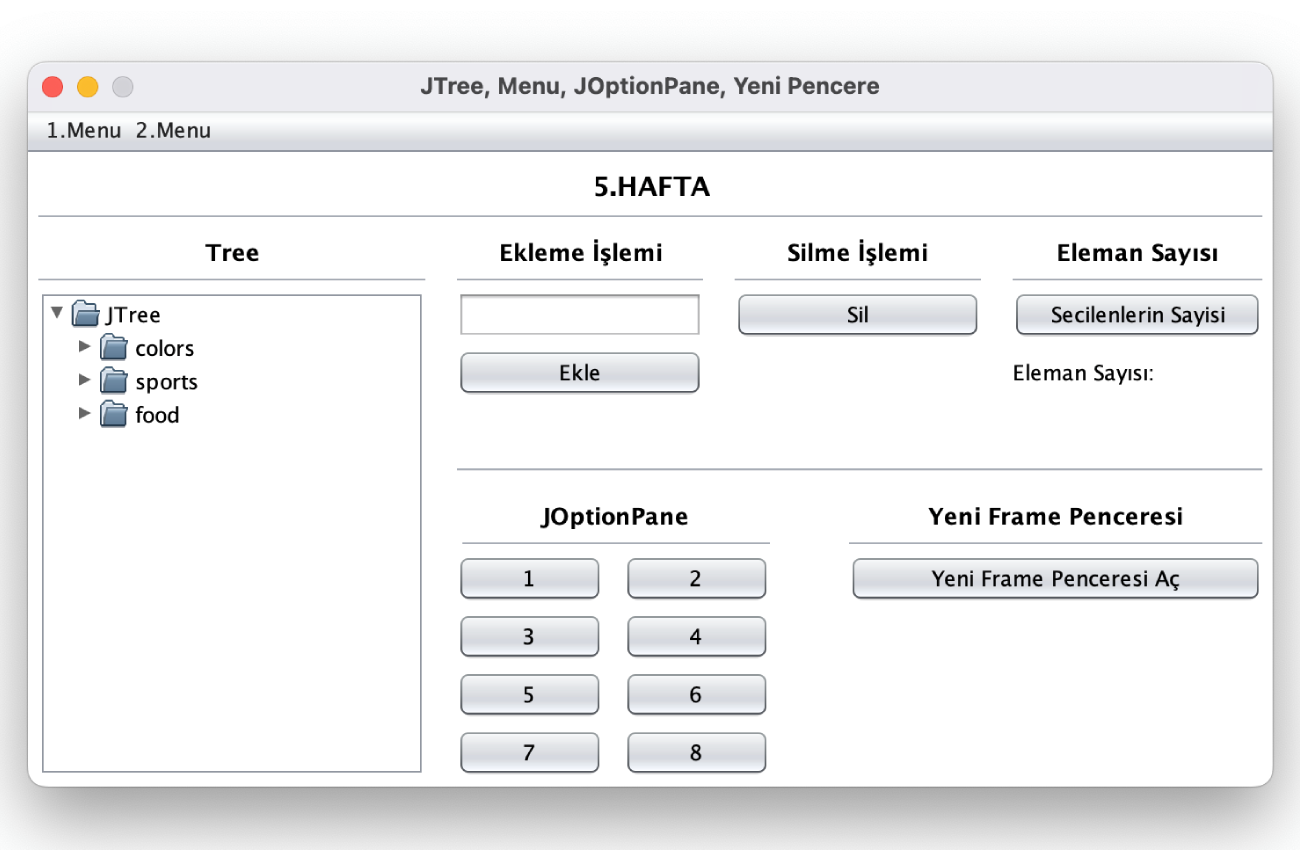 JTree, Menu, JOptionPane, Yeni Pencere
1.Menu 2.Menu
5.HAFTA
Tree
JTree
colors
sports
food
Ekleme İşlemi
Ekle
Silme İşlemi
Sil
Eleman Sayısı
Secilenlerin Sayisi
Eleman Sayısı:
JOptionPane
1 2
3 4
5 6
7 8
Yeni Frame Penceresi
Yeni Frame Penceresi Aç